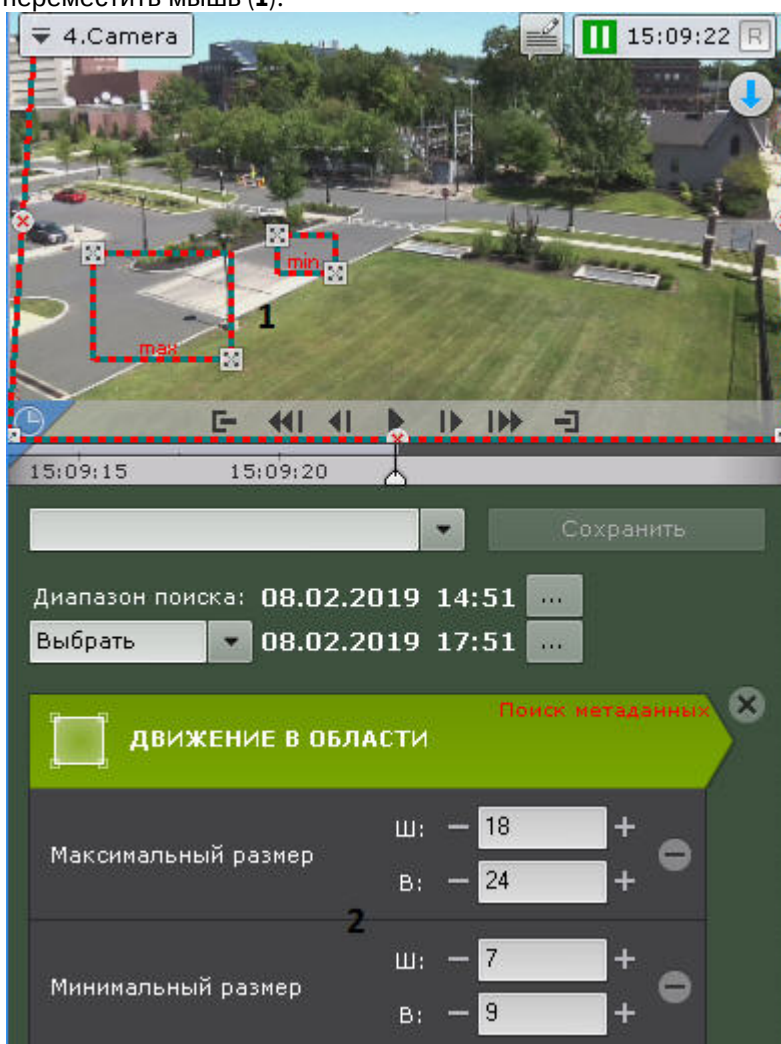 переместить мышь (1).
4.Camera
15:09:22 R
min
1
max
15:09:15 15:09:20
Сохранить
Диапазон поиска: 08.02.2019 14:51 ...
Выбрать 08.02.2019 17:51 ...
Поиск метаданных
ДВИЖЕНИЕ В ОБЛАСТИ
Максимальный размер
Ш: − 18 +
В: − 24 +
2
Минимальный размер
Ш: − 7 +
В: − 9 +